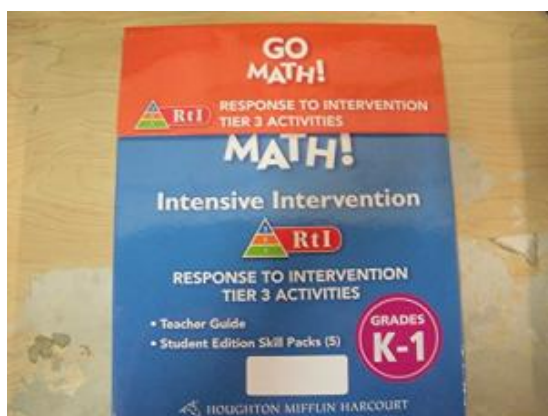 GO
MATH!
RtI RESPONSE TO INTERVENTION
TIER 3 ACTIVITIES
MATH!
Intensive Intervention
RtI
RESPONSE TO INTERVENTION
TIER 3 ACTIVITIES
• Teacher Guide
• Student Edition Skill Packs (5)
GRADES
K-1
HOUGHTON MIFFLIN HARCOURT